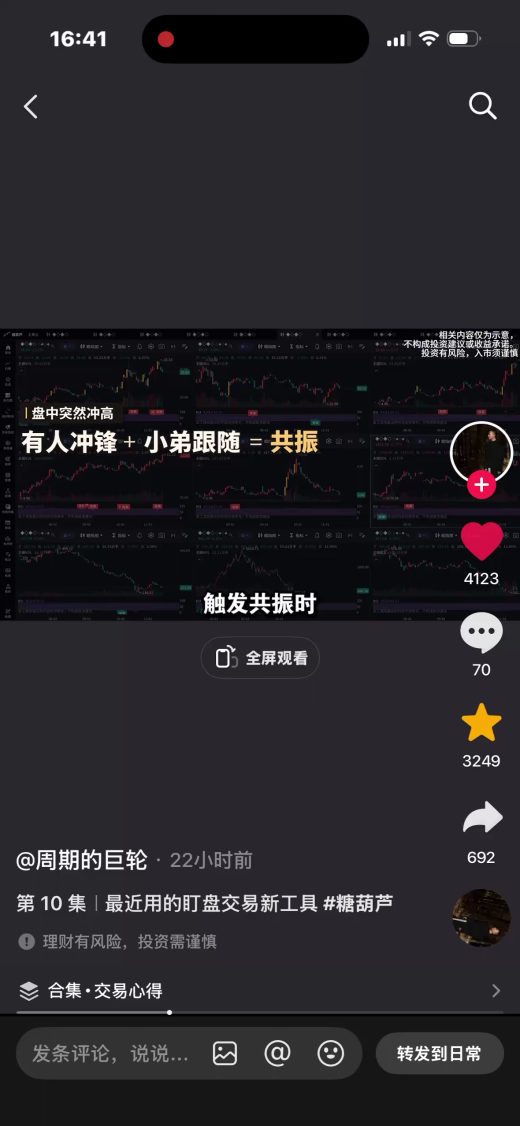 16:41
相关内容仅为示意，
不构成投资建议或收益承诺。
投资有风险，入市须谨慎
盘中突然冲高
有人冲锋 + 小弟跟随 = 共振
触发共振时
4123
70
全屏观看
3249
692
@周期的巨轮 · 22小时前
第 10 集 | 最近用的盯盘交易新工具 #糖葫芦
理财有风险，投资需谨慎
合集 · 交易心得
发条评论，说说...
转发到日常